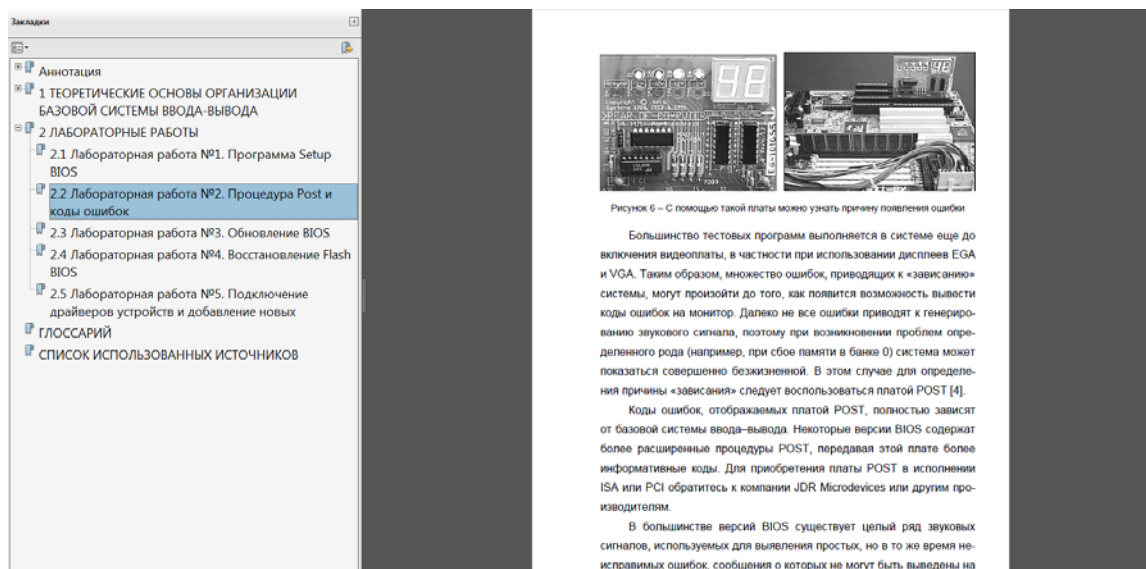 Закладки
Аннотация
1 ТЕОРЕТИЧЕСКИЕ ОСНОВЫ ОРГАНИЗАЦИИ
БАЗОВОЙ СИСТЕМЫ ВВОДА-ВЫВОДА
2 ЛАБОРАТОРНЫЕ РАБОТЫ
2.1 Лабораторная работа №1. Программа Setup
BIOS
2.2 Лабораторная работа №2. Процедура Post и
коды ошибок
2.3 Лабораторная работа №3. Обновление BIOS
2.4 Лабораторная работа №4. Восстановление Flash
BIOS
2.5 Лабораторная работа №5. Подключение
драйверов устройств и добавление новых
ГЛОССАРИЙ
СПИСОК ИСПОЛЬЗОВАННЫХ ИСТОЧНИКОВ
48
Рисунок 6 – С помощью такой платы можно узнать причину появления ошибки
Большинство тестовых программ выполняется в системе еще до
включения видеоплаты, в частности при использовании дисплеев EGA
и VGA. Таким образом, множество ошибок, приводящих к «зависанию»
системы, могут произойти до того, как появится возможность вывести
коды ошибок на монитор. Далеко не все ошибки приводят к генериро-
ванию звукового сигнала, поэтому при возникновении проблем опре-
деленного рода (например, при сбое памяти в банке 0) система может
показаться совершенно безжизненной. В этом случае для определе-
ния причины «зависания» следует воспользоваться платой POST [4].
Коды ошибок, отображаемых платой POST, полностью зависят
от базовой системы ввода–вывода. Некоторые версии BIOS содержат
более расширенные процедуры POST, передавая этой плате более
информативные коды. Для приобретения платы POST в исполнении
ISA или PCI обратитесь к компании JDR Microdevices или другим про-
изводителям.
В большинстве версий BIOS существует целый ряд звуковых
сигналов, используемых для выявления простых, но в то же время не-
исправимых ошибок, сообщения о которых не могут быть выведены на